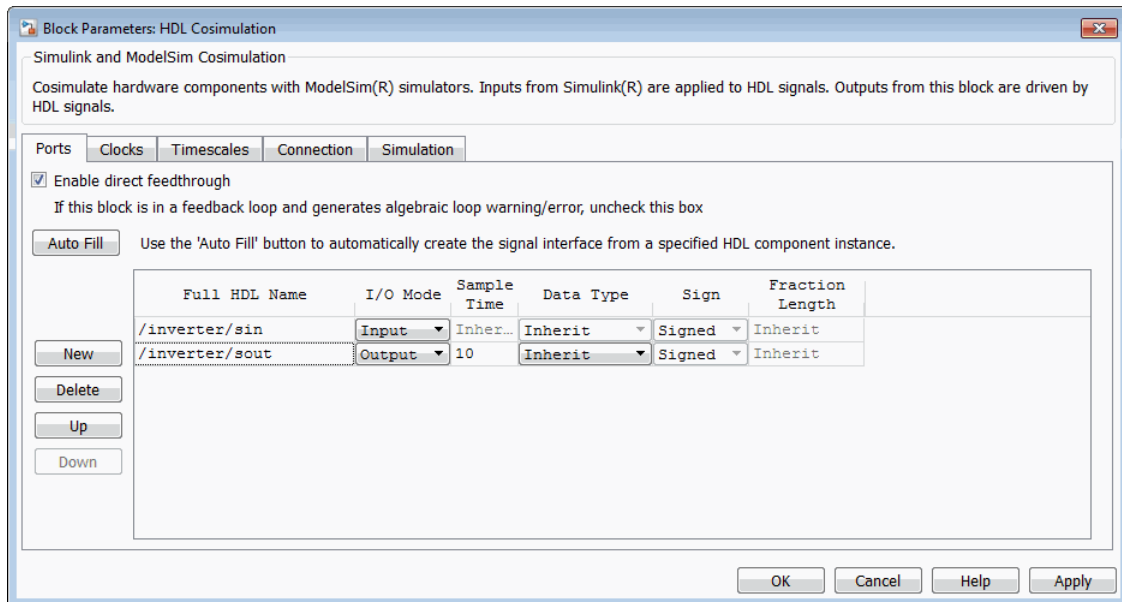 Block Parameters: HDL Cosimulation
Simulink and ModelSim Cosimulation
Cosimulate hardware components with ModelSim(R) simulators. Inputs from Simulink(R) are applied to HDL signals. Outputs from this block are driven by
HDL signals.
Ports Clocks Timescales Connection Simulation
Enable direct feedthrough
If this block is in a feedback loop and generates algebraic loop warning/error, uncheck this box
Auto Fill Use the 'Auto Fill' button to automatically create the signal interface from a specified HDL component instance.
Full HDL Name I/O Mode Sample Time Data Type Sign Fraction Length
/inverter/sin Input Inher... Inherit Signed Inherit
New /inverter/sout Output 10 Inherit Signed Inherit
Delete
Up
Down
OK Cancel Help Apply